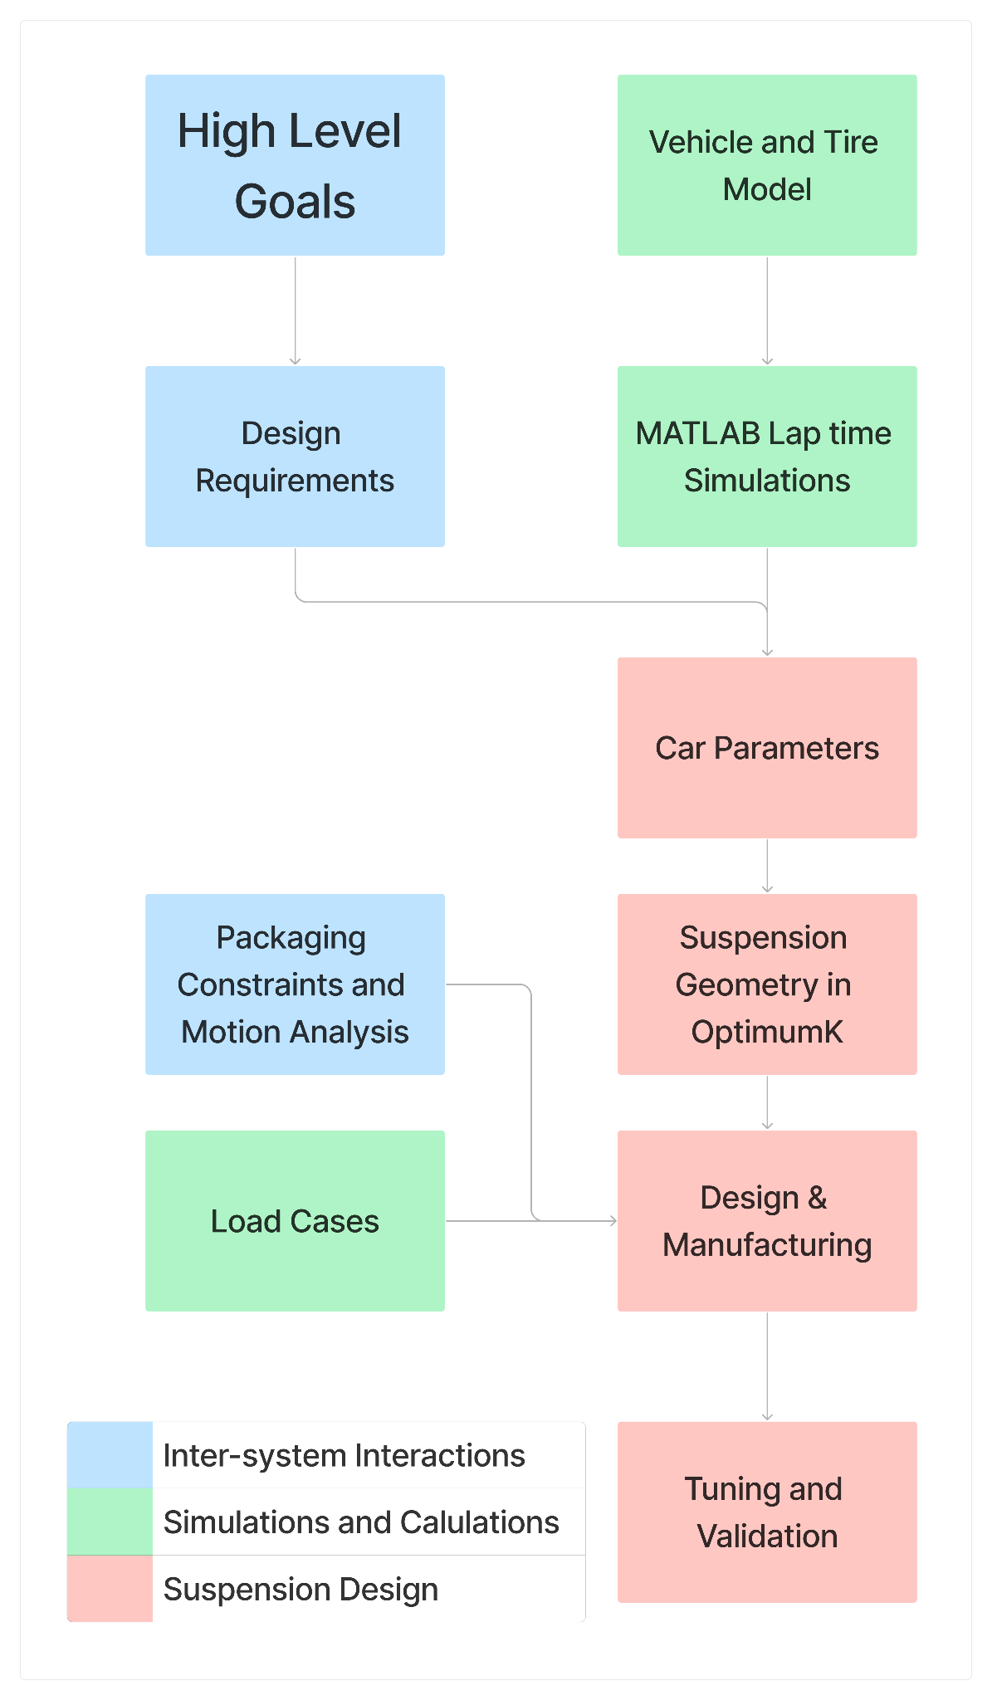 High Level
Goals
Vehicle and Tire
Model
Design
Requirements
MATLAB Lap time
Simulations
Car Parameters
Packaging
Constraints and
Motion Analysis
Suspension
Geometry in
OptimumK
Load Cases
Design &
Manufacturing
Inter-system Interactions
Simulations and Calulations
Suspension Design
Tuning and
Validation